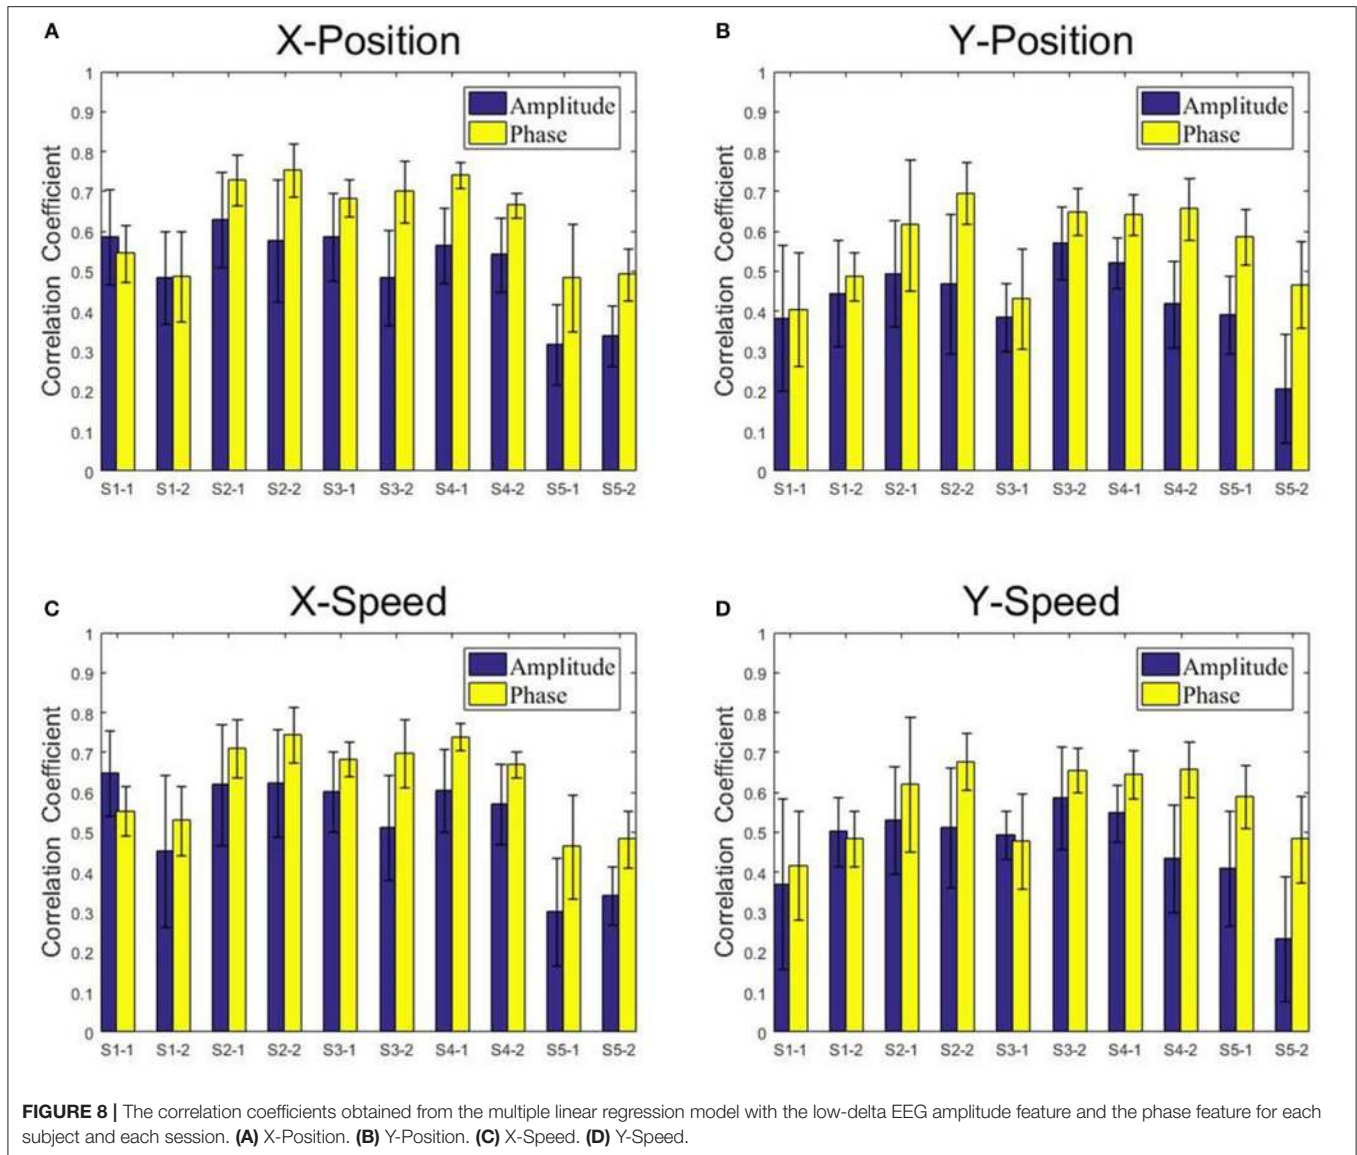 A
X-Position
Correlation Coefficient
1
0.9
0.8
0.7
0.6
0.5
0.4
0.3
0.2
0.1
0
Amplitude
Phase
S1-1 S1-2 S2-1 S2-2 S3-1 S3-2 S4-1 S4-2 S5-1 S5-2
B
Y-Position
Correlation Coefficient
1
0.9
0.8
0.7
0.6
0.5
0.4
0.3
0.2
0.1
0
Amplitude
Phase
S1-1 S1-2 S2-1 S2-2 S3-1 S3-2 S4-1 S4-2 S5-1 S5-2
C
X-Speed
Correlation Coefficient
1
0.9
0.8
0.7
0.6
0.5
0.4
0.3
0.2
0.1
0
Amplitude
Phase
S1-1 S1-2 S2-1 S2-2 S3-1 S3-2 S4-1 S4-2 S5-1 S5-2
D
Y-Speed
Correlation Coefficient
1
0.9
0.8
0.7
0.6
0.5
0.4
0.3
0.2
0.1
0
Amplitude
Phase
S1-1 S1-2 S2-1 S2-2 S3-1 S3-2 S4-1 S4-2 S5-1 S5-2
FIGURE 8 | The correlation coefficients obtained from the multiple linear regression model with the low-delta EEG amplitude feature and the phase feature for each
subject and each session. (A) X-Position. (B) Y-Position. (C) X-Speed. (D) Y-Speed.